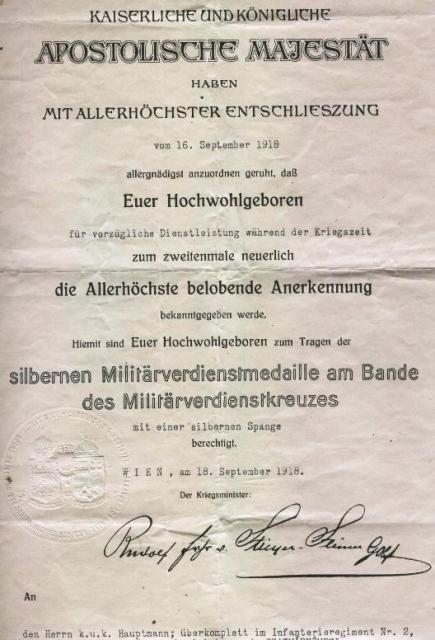 KAISERLICHE UND KÖNIGLICHE
APOSTOLISCHE MAJESTÄT
HABEN
MIT ALLERHÖCHSTER ENTSCHLIESZUNG
vom 16. September 1918
allergnädigst anzuordnen geruht, daß
Euer Hochwohlgeboren
für vorzügliche Dienstleistung während der Kriegszeit
zum zweitenmale neuerlich
die Allerhöchste belobende Anerkennung
bekanntgegeben werde.
Hiemit sind Euer Hochwohlgeboren zum Tragen der
silbernen Militärverdienstmedaille am Bande
des Militärverdienstkreuzes
mit einer silbernen Spange
berechtigt.
WIEN, am 18. September 1918.
Der Kriegsminister:
Rudolf
An
den Herrn k.u.k. Hauptmann; überkomplett im Infanterieregiment Nr. 2,